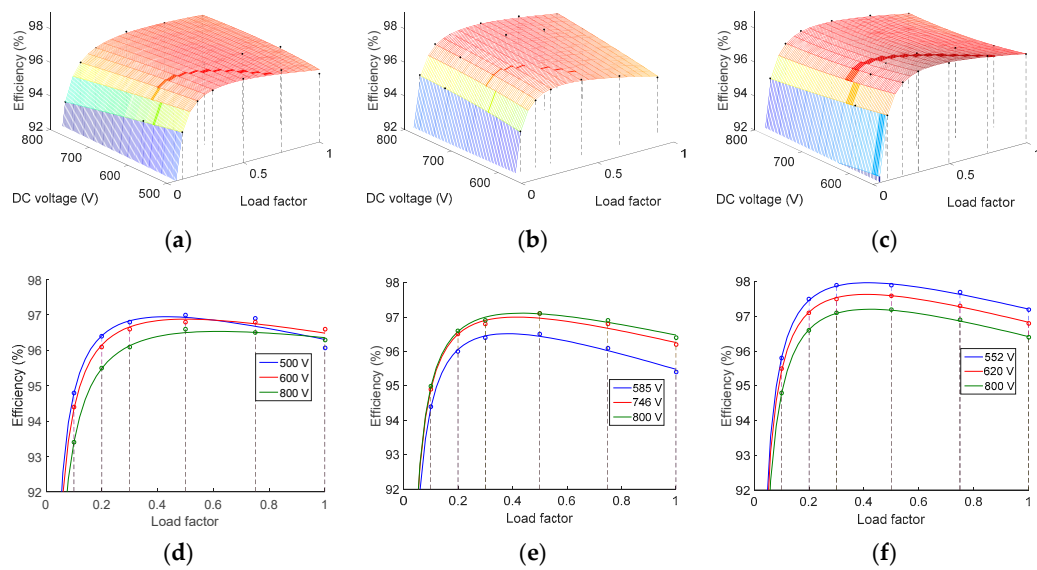 98
96
94
92
Efficiency (%)
800
700
600
500
DC voltage (V)
0
0.5
1
Load factor
(a)
98
96
94
92
Efficiency (%)
800
700
600
DC voltage (V)
0
0.5
1
Load factor
(b)
98
96
94
92
Efficiency (%)
800
700
600
DC voltage (V)
0
0.5
1
Load factor
(c)
98
97
96
95
94
93
92
Efficiency (%)
500 V
600 V
800 V
0 0.2 0.4 0.6 0.8 1
Load factor
(d)
98
97
96
95
94
93
92
Efficiency (%)
585 V
746 V
800 V
0 0.2 0.4 0.6 0.8 1
Load factor
(e)
98
97
96
95
94
93
92
Efficiency (%)
552 V
620 V
800 V
0 0.2 0.4 0.6 0.8 1
Load factor
(f)